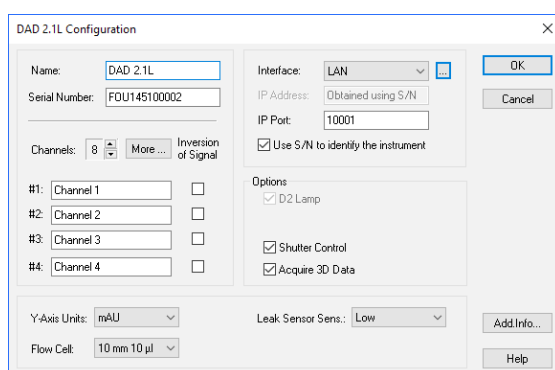 DAD 2.1L Configuration
Name: DAD 2.1L
Serial Number: FOU145100002
Channels: 8 More ... Inversion of Signal
#1: Channel 1
#2: Channel 2
#3: Channel 3
#4: Channel 4
Interface: LAN ...
IP Address: Obtained using S/N
IP Port: 10001
Use S/N to identify the instrument
Options
D2 Lamp
Shutter Control
Acquire 3D Data
Y-Axis Units: mAU
Flow Cell: 10 mm 10 µl
Leak Sensor Sens.: Low
OK
Cancel
Add.Info...
Help